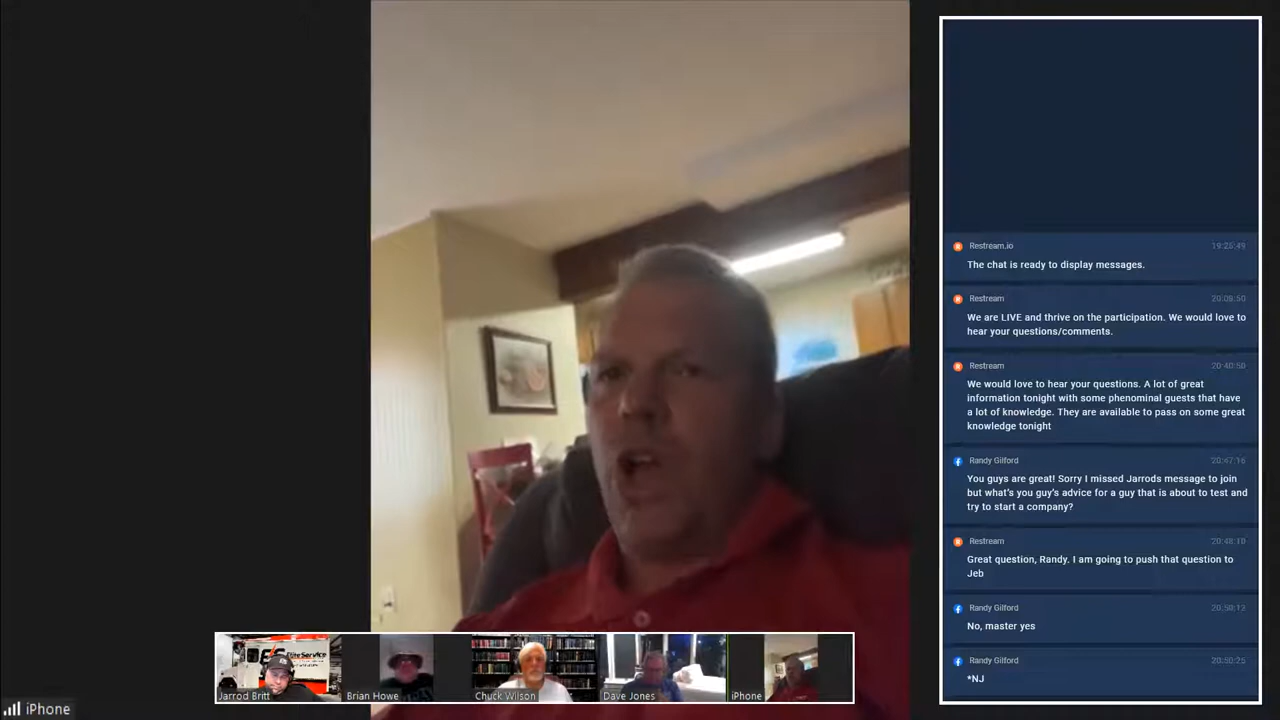 Restream.io 19:25:49
The chat is ready to display messages.
Restream 20:09:50
We are LIVE and thrive on the participation. We would love to
hear your questions/comments.
Restream 20:40:50
We would love to hear your questions. A lot of great
information tonight with some phenominal guests that have
a lot of knowledge. They are available to pass on some great
knowledge tonight
Randy Gilford 20:47:16
You guys are great! Sorry I missed Jarrods message to join
but what's you guy's advice for a guy that is about to test and
try to start a company?
Restream 20:48:10
Great question, Randy. I am going to push that question to
Jeb
Randy Gilford 20:50:12
No, master yes
Randy Gilford 20:50:25
*NJ
Elite Service
Jarrod Britt
Brian Howe
Chuck Wilson
Dave Jones
iPhone
iPhone